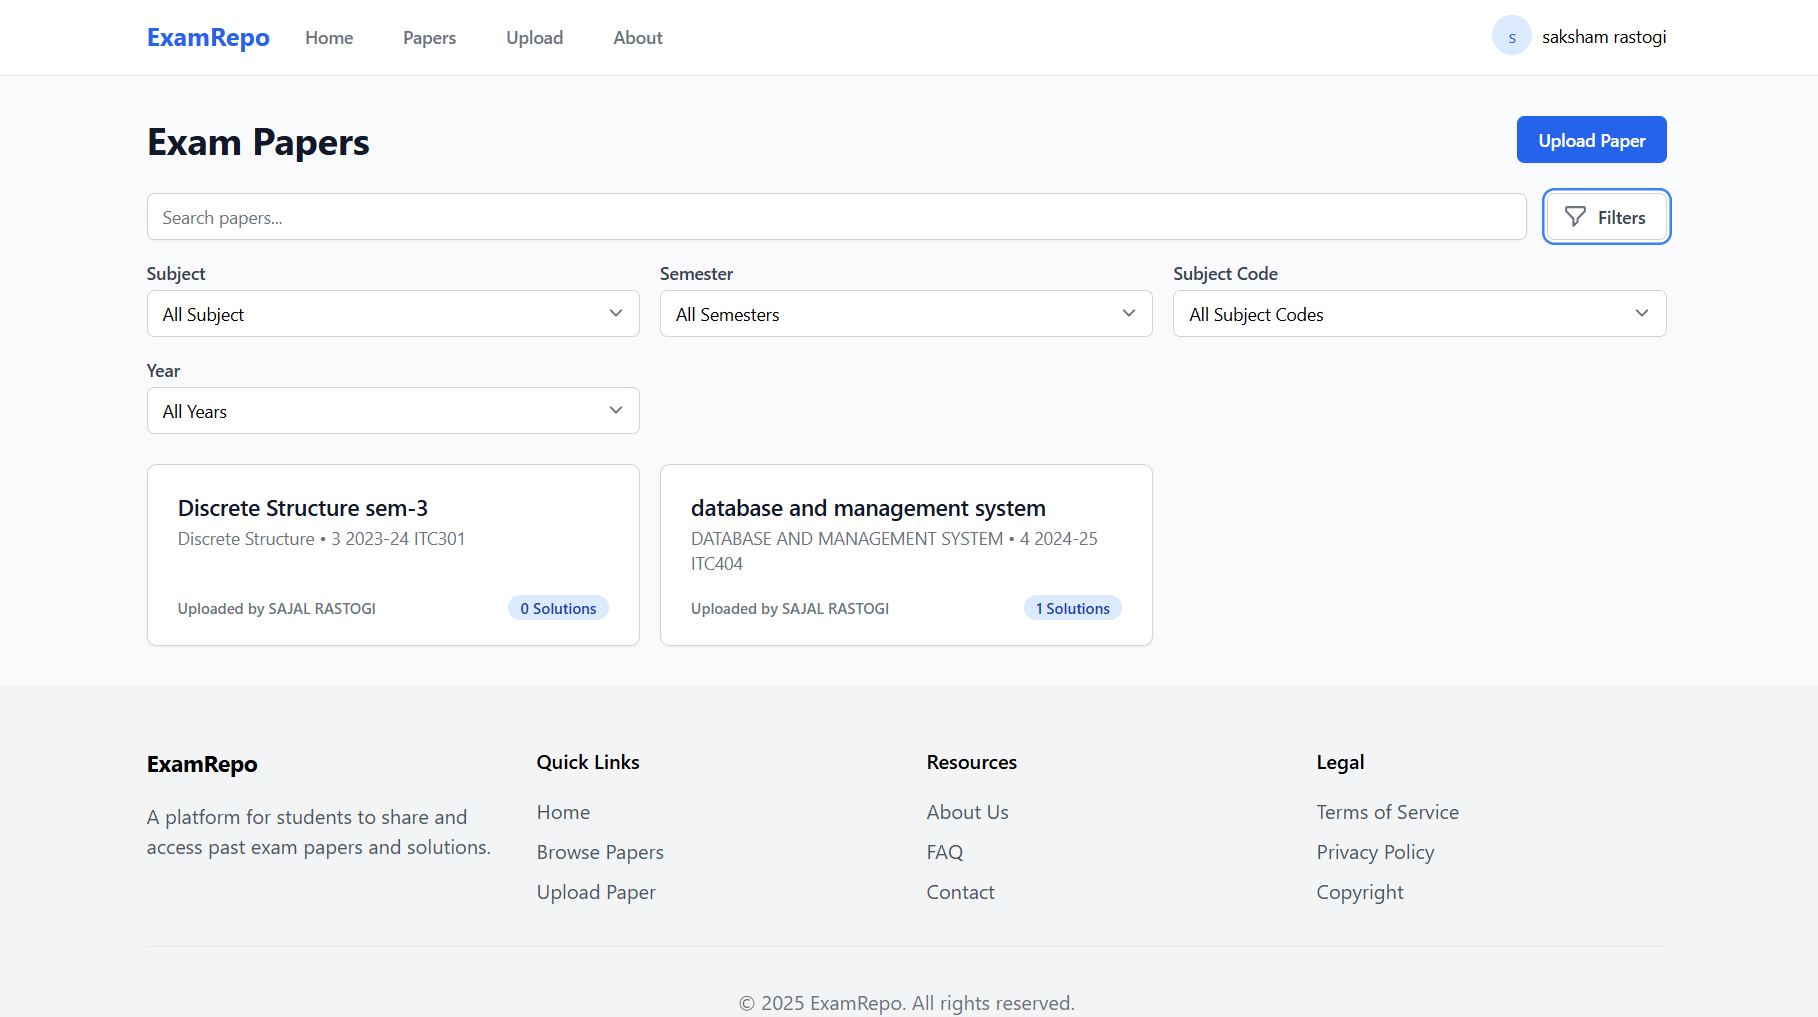 ExamRepo
Home
Papers
Upload
About
s
saksham rastogi
Exam Papers
Upload Paper
Search papers...
Filters
Subject
Semester
Subject Code
All Subject
All Semesters
All Subject Codes
Year
All Years
Discrete Structure sem-3
Discrete Structure • 3 2023-24 ITC301
Uploaded by SAJAL RASTOGI
0 Solutions
database and management system
DATABASE AND MANAGEMENT SYSTEM • 4 2024-25
ITC404
Uploaded by SAJAL RASTOGI
1 Solutions
ExamRepo
A platform for students to share and
access past exam papers and solutions.
Quick Links
Home
Browse Papers
Upload Paper
Resources
About Us
FAQ
Contact
Legal
Terms of Service
Privacy Policy
Copyright
© 2025 ExamRepo. All rights reserved.